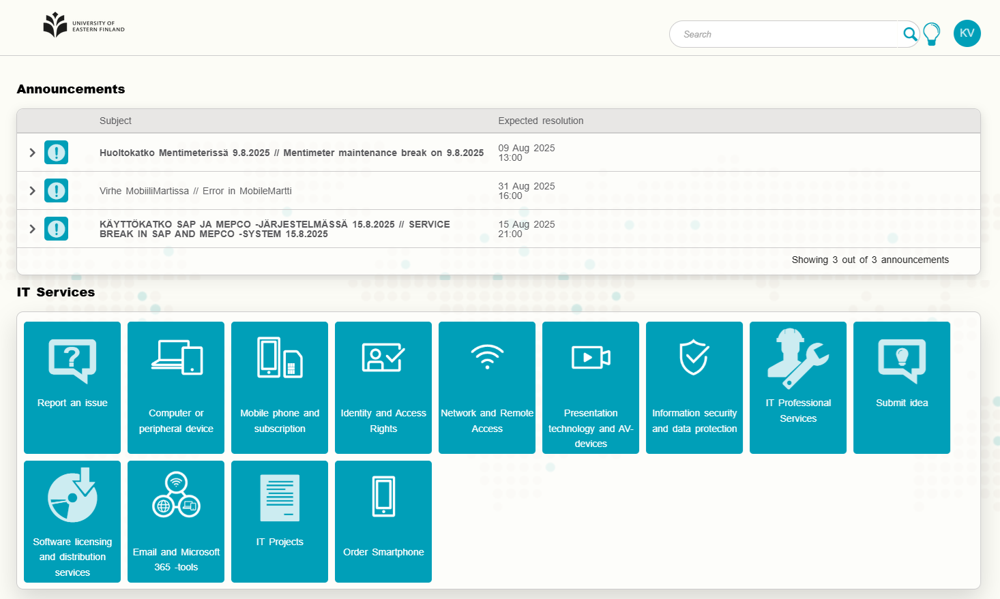 UNIVERSITY OF
EASTERN FINLAND
Search
KV
Announcements
Subject
Expected resolution
Huoltokatko Mentimeterissä 9.8.2025 // Mentimeter maintenance break on 9.8.2025
09 Aug 2025
13:00
Virhe MobiiliMartissa // Error in MobileMartti
31 Aug 2025
16:00
KÄYTTÖKATKO SAP JA MEPCO -JÄRJESTELMÄSSÄ 15.8.2025 // SERVICE
BREAK IN SAP AND MEPCO -SYSTEM 15.8.2025
15 Aug 2025
21:00
Showing 3 out of 3 announcements
IT Services
Report an issue
Computer or
peripheral device
Mobile phone and
subscription
Identity and Access
Rights
Network and Remote
Access
Presentation
technology and AV-
devices
Information security
and data protection
IT Professional
Services
Submit idea
Software licensing
and distribution
services
Email and Microsoft
365 -tools
IT Projects
Order Smartphone